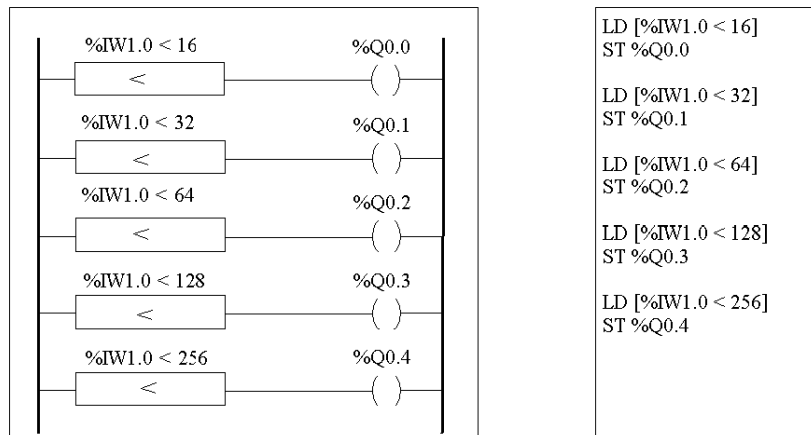 %IW1.0 < 16 %Q0.0
< ( )
%IW1.0 < 32 %Q0.1
< ( )
%IW1.0 < 64 %Q0.2
< ( )
%IW1.0 < 128 %Q0.3
< ( )
%IW1.0 < 256 %Q0.4
< ( )
LD [%IW1.0 < 16]
ST %Q0.0
LD [%IW1.0 < 32]
ST %Q0.1
LD [%IW1.0 < 64]
ST %Q0.2
LD [%IW1.0 < 128]
ST %Q0.3
LD [%IW1.0 < 256]
ST %Q0.4